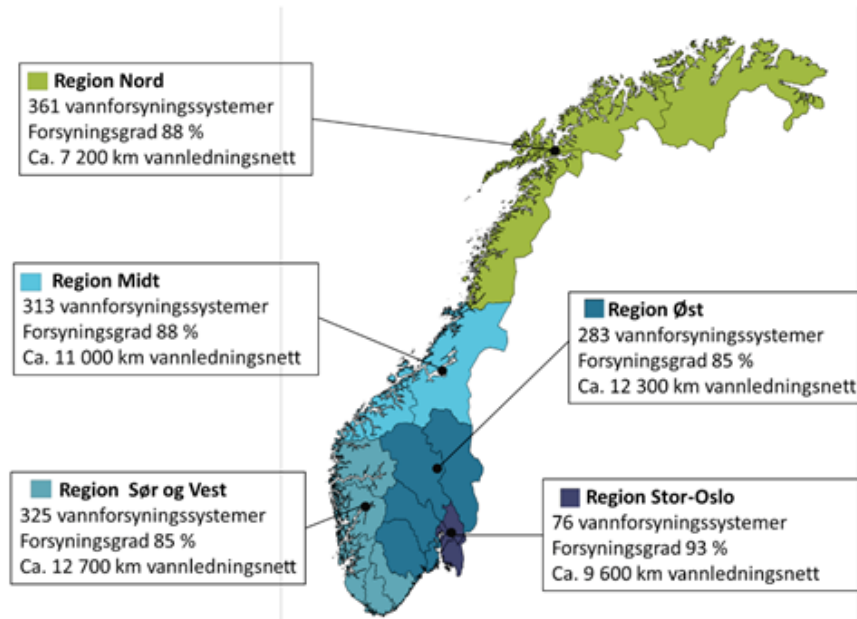 Region Nord
361 vannforsyningssystemer
Forsyningsgrad 88 %
Ca. 7 200 km vannledningsnett
Region Midt
313 vannforsyningssystemer
Forsyningsgrad 88 %
Ca. 11 000 km vannledningsnett
Region Øst
283 vannforsyningssystemer
Forsyningsgrad 85 %
Ca. 12 300 km vannledningsnett
Region Sør og Vest
325 vannforsyningssystemer
Forsyningsgrad 85 %
Ca. 12 700 km vannledningsnett
Region Stor-Oslo
76 vannforsyningssystemer
Forsyningsgrad 93 %
Ca. 9 600 km vannledningsnett